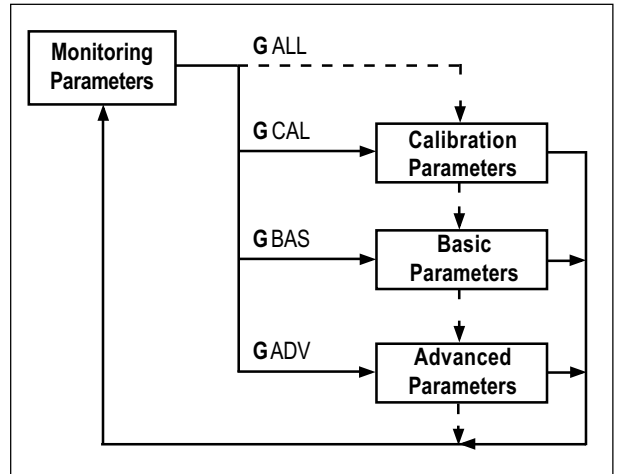 Monitoring
Parameters
G ALL
G CAL
Calibration
Parameters
G BAS
Basic
Parameters
G ADV
Advanced
Parameters